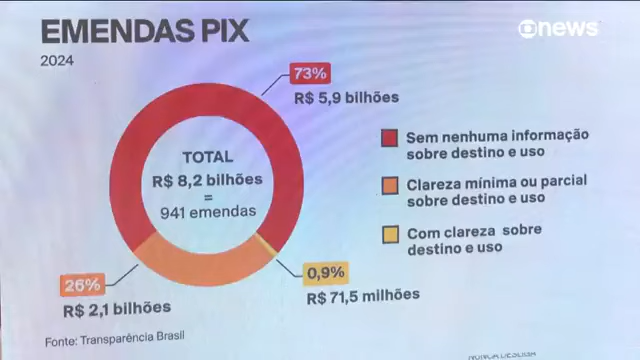 EMENDAS PIX
2024
news
73%
R$ 5,9 bilhões
TOTAL
R$ 8,2 bilhões
=
941 emendas
Sem nenhuma informação
sobre destino e uso
Clareza mínima ou parcial
sobre destino e uso
Com clareza sobre
destino e uso
26%
R$ 2,1 bilhões
0,9%
R$ 71,5 milhões
Fonte: Transparência Brasil